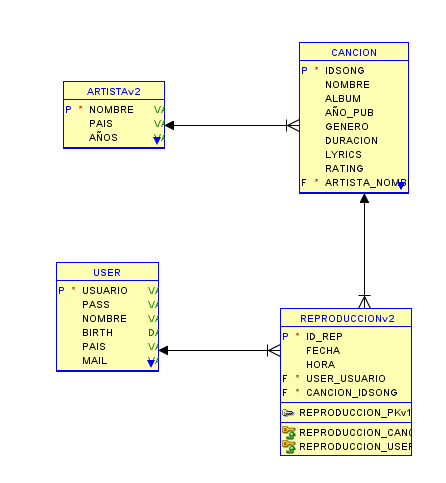 ARTISTAv2
P * NOMBRE VA
PAIS VA
AÑOS VA
CANCION
P * IDSONG
NOMBRE
ALBUM
AÑO_PUB
GENERO
DURACION
LYRICS
RATING
F * ARTISTA_NOMB
USER
P * USUARIO VA
PASS VA
NOMBRE VA
BIRTH DA
PAIS VA
MAIL VA
REPRODUCCIONv2
P * ID_REP
FECHA
HORA
F * USER_USUARIO
F * CANCION_IDSONG
REPRODUCCION_PKv1
REPRODUCCION_CANC
REPRODUCCION_USER